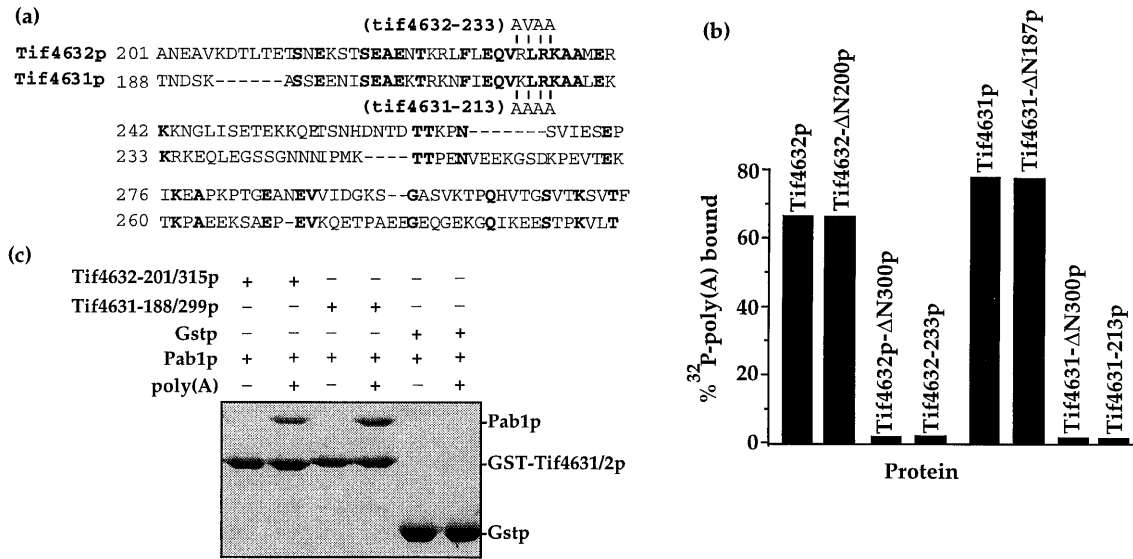 (a)
(tif4632-233) AVAA
Tif4632p 201 ANEAVKDTLTETSNEKSTSEAENTKRLFLEQVRLRKAAMER
Tif4631p 188 TNDSK------ASSEENISEAEKTRKNFIEQVKLRKAALEK
(tif4631-213) AAAA
242 KKNGLISETEKKQETSNHDNTDTTKPN-------SVIESEP
233 KRKEQLEGSSGNNNIPMK----TTPENVEEKGSDKPEVTEK
276 IKEAPKPTGEANEVVIDGKS--GASVKTPQHVTGSVTKSVTF
260 TKPAEEKSAEP-EVKQETPAEEGEQGEKGQIKEESTPKVLT
(b)
% 32P-poly(A) bound
80
60
40
20
0
Tif4632p
Tif4632-ΔN200p
Tif4632p-ΔN300p
Tif4632-233p
Tif4631p
Tif4631-ΔN187p
Tif4631-ΔN300p
Tif4631-213p
Protein
(c)
Tif4632-201/315p + + – – – –
Tif4631-188/299p – – + + – –
Gstp – – – – + +
Pab1p + + + + + +
poly(A) – + – + – +
-Pab1p
-GST-Tif4631/2p
-Gstp